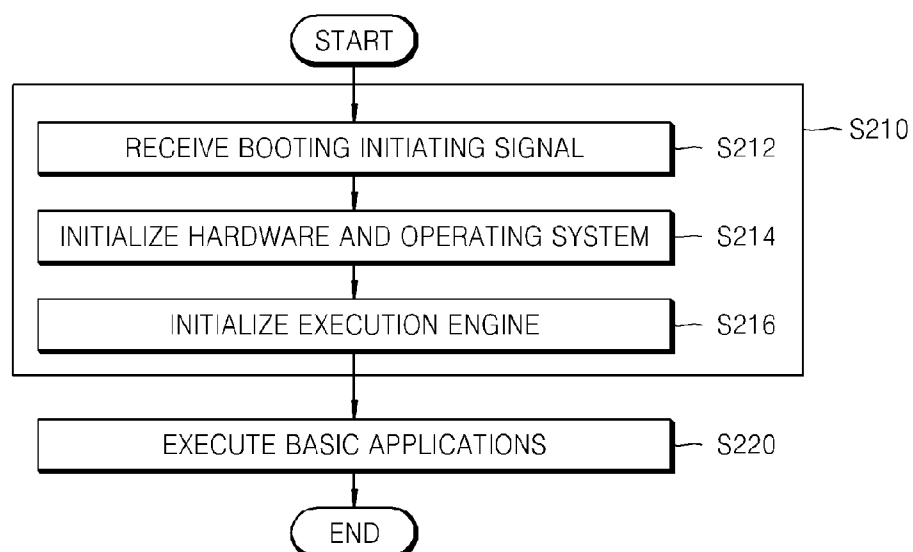 START
S210
RECEIVE BOOTING INITIATING SIGNAL S212
INITIALIZE HARDWARE AND OPERATING SYSTEM S214
INITIALIZE EXECUTION ENGINE S216
EXECUTE BASIC APPLICATIONS S220
END